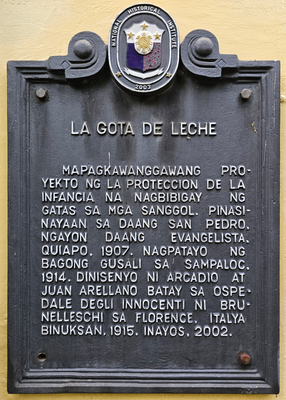 NATIONAL HISTORICAL INSTITUTE
2003
LA GOTA DE LECHE
MAPAGKAWANGGAWANG PRO-
YEKTO NG LA PROTECCION DE LA
INFANCIA NA NAGBIBIGAY NG
GATAS SA MGA SANGGOL. PINASI-
NAYAAN SA DAANG SAN PEDRO,
NGAYON DAANG EVANGELISTA,
QUIAPO, 1907. NAGPATAYO NG
BAGONG GUSALI SA SAMPALOC,
1914. DINISENYO NI ARCADIO AT
JUAN ARELLANO BATAY SA OSPE-
DALE DEGLI INNOCENTI NI BRU-
NELLESCHI SA FLORENCE, ITALYA
BINUKSAN, 1915. INAYOS, 2002.